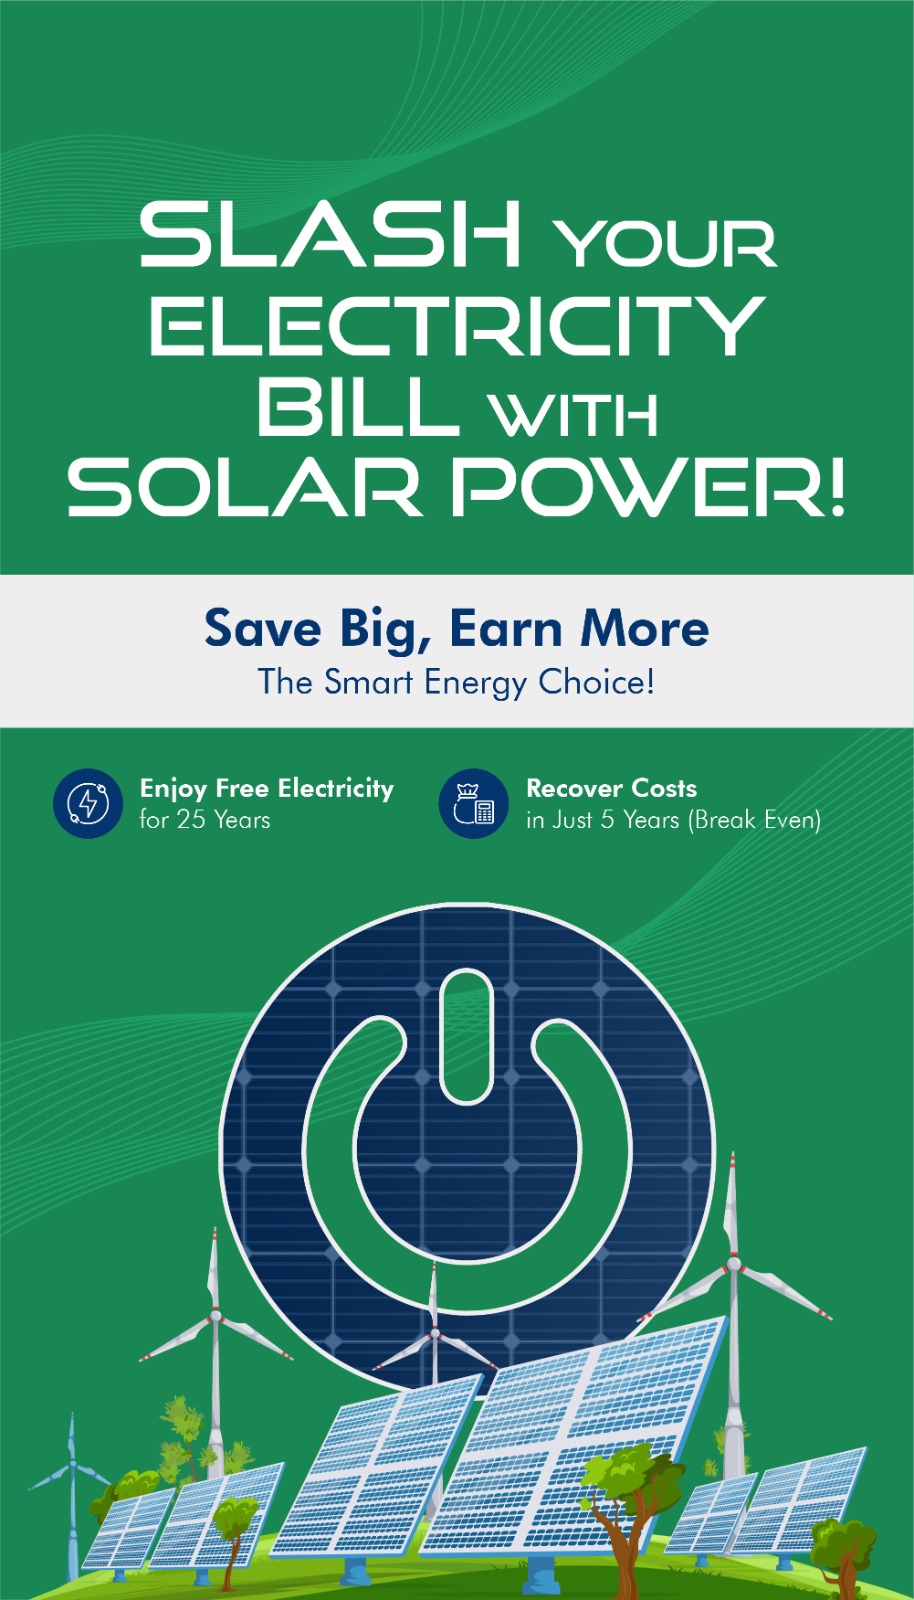 SLASH YOUR
ELECTRICITY
BILL WITH
SOLAR POWER!
Save Big, Earn More
The Smart Energy Choice!
Enjoy Free Electricity
for 25 Years
Recover Costs
in Just 5 Years (Break Even)